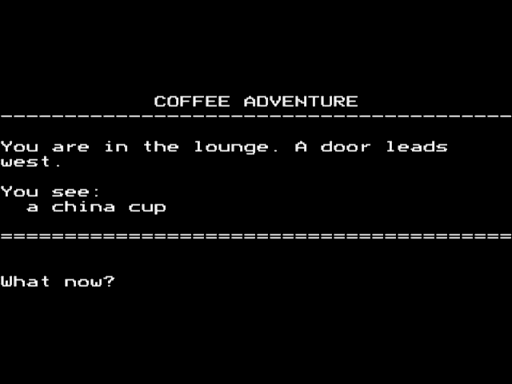 COFFEE ADVENTURE
----------------------------------------
You are in the lounge. A door leads
west.
You see:
a china cup
========================================
What now?